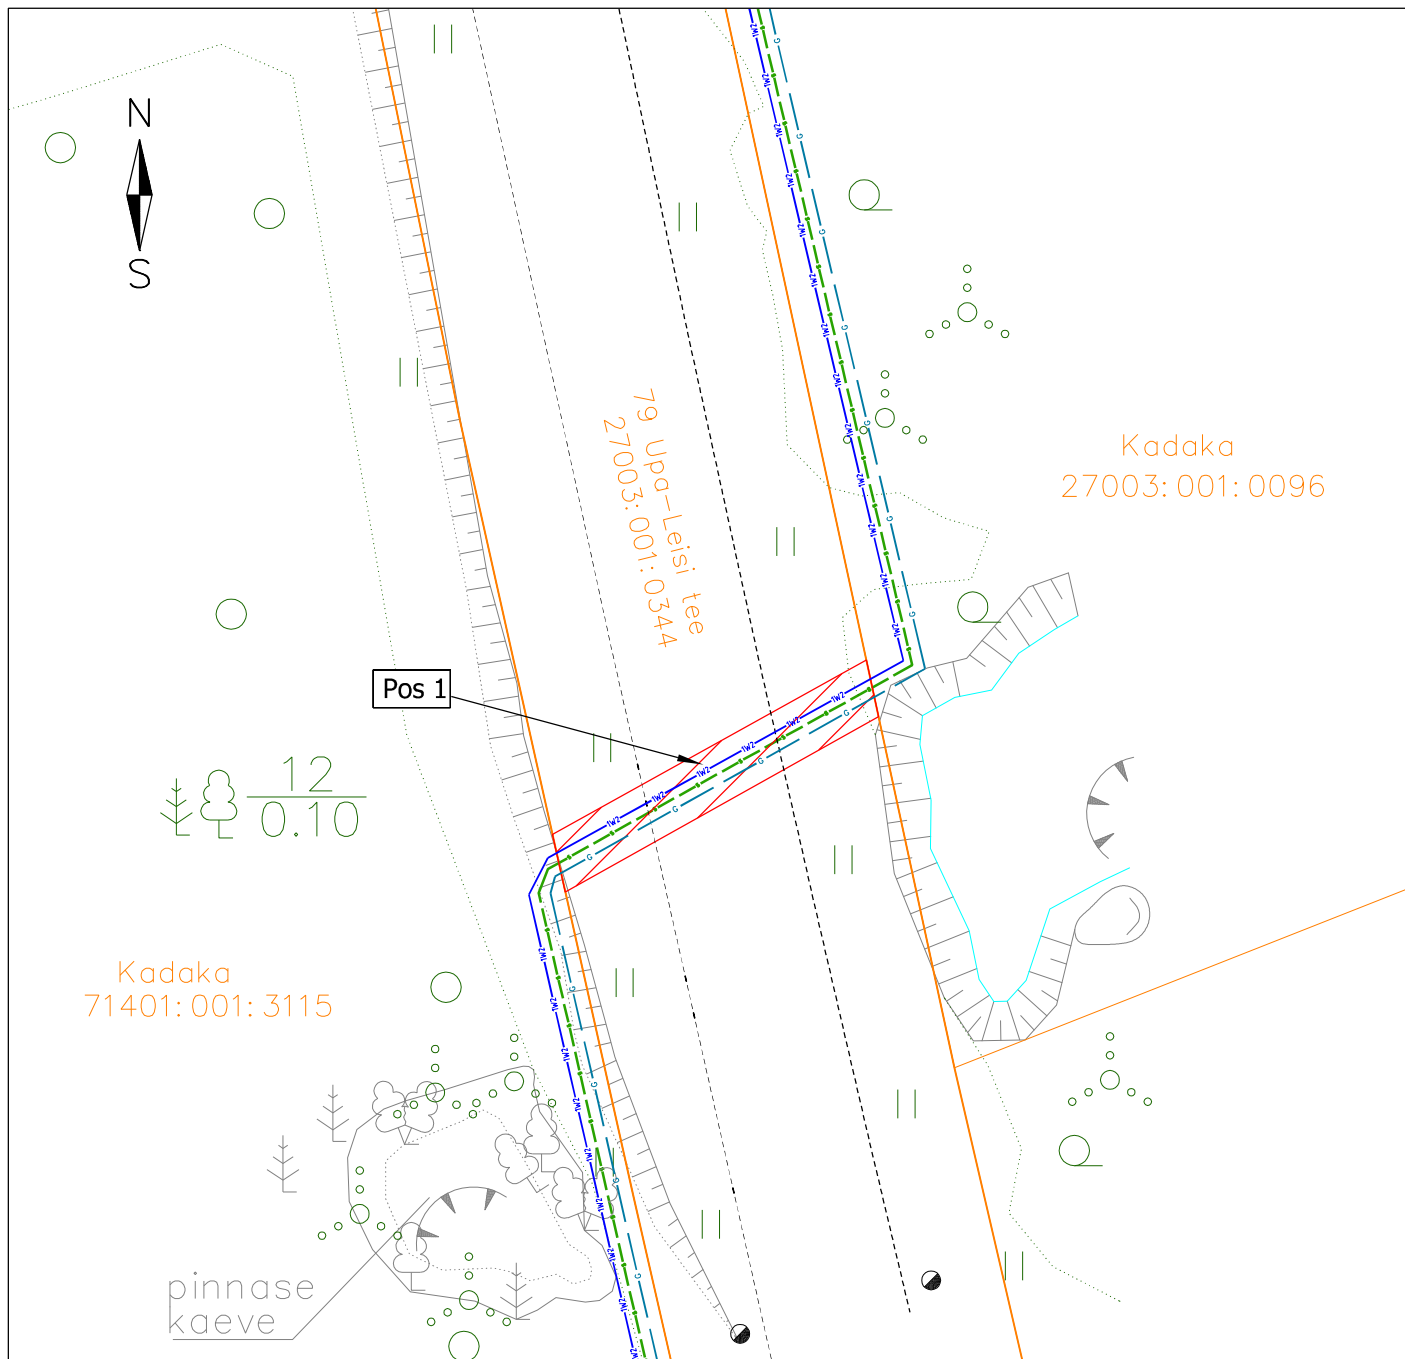 N
S
79 Upa-Leisi tee
27003:001:0344
Kadaka
27003:001:0096
Pos 1
12
0.10
Kadaka
71401:001:3115
pinnase
kaeve
1W2
G